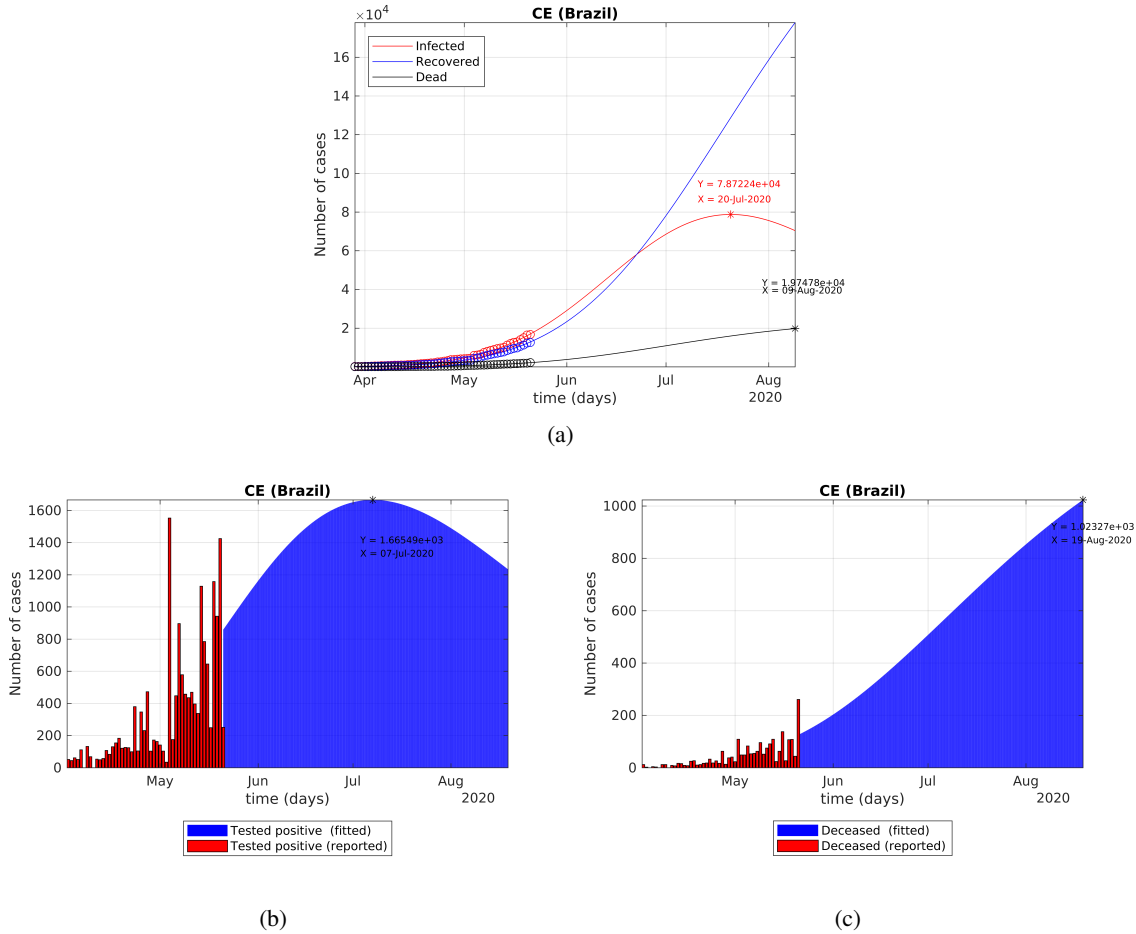 CE (Brazil)
×10⁴
Infected
Recovered
Dead
16
14
12
10
8
6
4
2
Number of cases
Y = 7.87224e+04
X = 20-Jul-2020
Y = 1.97478e+04
X = 09-Aug-2020
Apr May Jun Jul Aug
2020
time (days)
(a)
CE (Brazil)
1600
1400
1200
1000
800
600
400
200
0
Number of cases
Y = 1.66549e+03
X = 07-Jul-2020
May Jun Jul Aug
2020
time (days)
Tested positive (fitted)
Tested positive (reported)
(b)
CE (Brazil)
1000
800
600
400
200
0
Number of cases
Y = 1.02327e+03
X = 19-Aug-2020
May Jun Jul Aug
2020
time (days)
Deceased (fitted)
Deceased (reported)
(c)